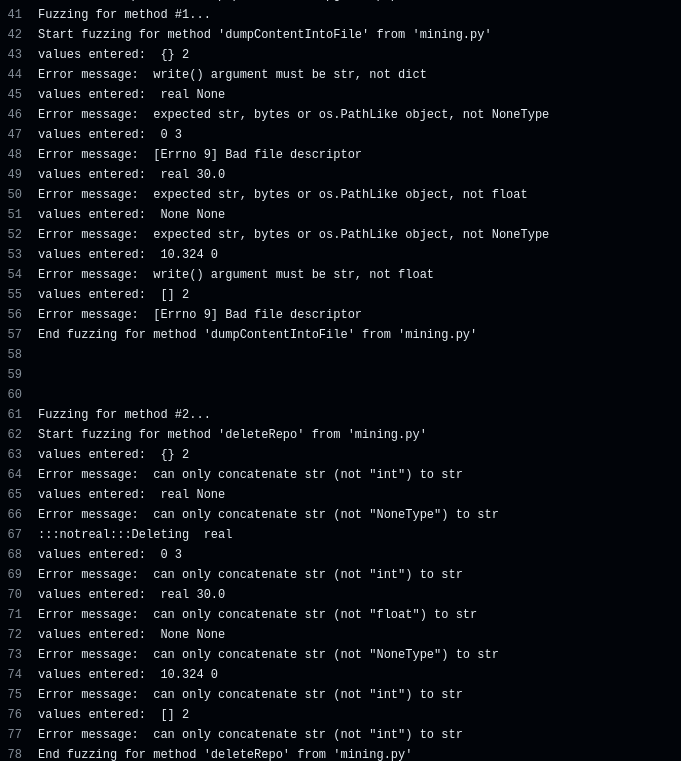 41 Fuzzing for method #1...
42 Start fuzzing for method 'dumpContentIntoFile' from 'mining.py'
43 values entered:  {} 2
44 Error message:  write() argument must be str, not dict
45 values entered:  real None
46 Error message:  expected str, bytes or os.PathLike object, not NoneType
47 values entered:  0 3
48 Error message:  [Errno 9] Bad file descriptor
49 values entered:  real 30.0
50 Error message:  expected str, bytes or os.PathLike object, not float
51 values entered:  None None
52 Error message:  expected str, bytes or os.PathLike object, not NoneType
53 values entered:  10.324 0
54 Error message:  write() argument must be str, not float
55 values entered:  [] 2
56 Error message:  [Errno 9] Bad file descriptor
57 End fuzzing for method 'dumpContentIntoFile' from 'mining.py'
58
59
60
61 Fuzzing for method #2...
62 Start fuzzing for method 'deleteRepo' from 'mining.py'
63 values entered:  {} 2
64 Error message:  can only concatenate str (not "int") to str
65 values entered:  real None
66 Error message:  can only concatenate str (not "NoneType") to str
67 :::notreal:::Deleting  real
68 values entered:  0 3
69 Error message:  can only concatenate str (not "int") to str
70 values entered:  real 30.0
71 Error message:  can only concatenate str (not "float") to str
72 values entered:  None None
73 Error message:  can only concatenate str (not "NoneType") to str
74 values entered:  10.324 0
75 Error message:  can only concatenate str (not "int") to str
76 values entered:  [] 2
77 Error message:  can only concatenate str (not "int") to str
78 End fuzzing for method 'deleteRepo' from 'mining.py'